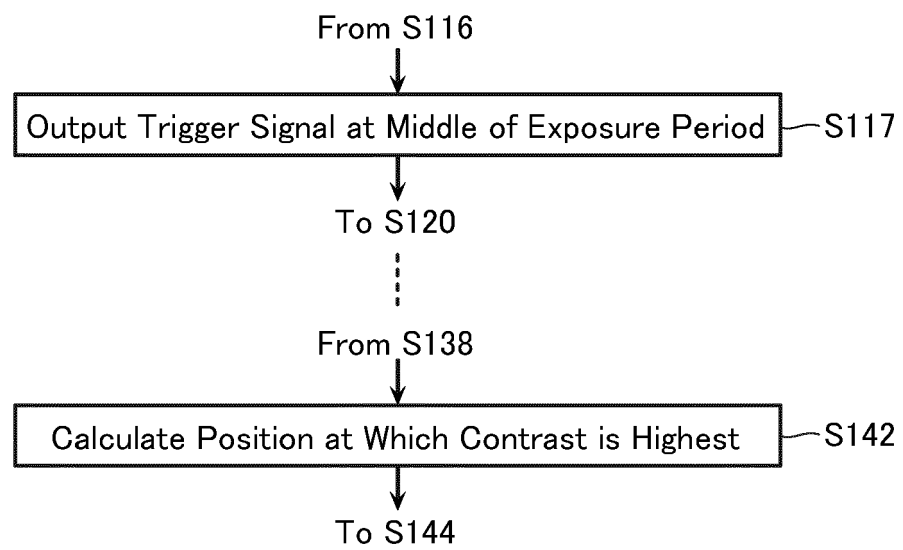 From S116
Output Trigger Signal at Middle of Exposure Period
S117
To S120
From S138
Calculate Position at Which Contrast is Highest
S142
To S144